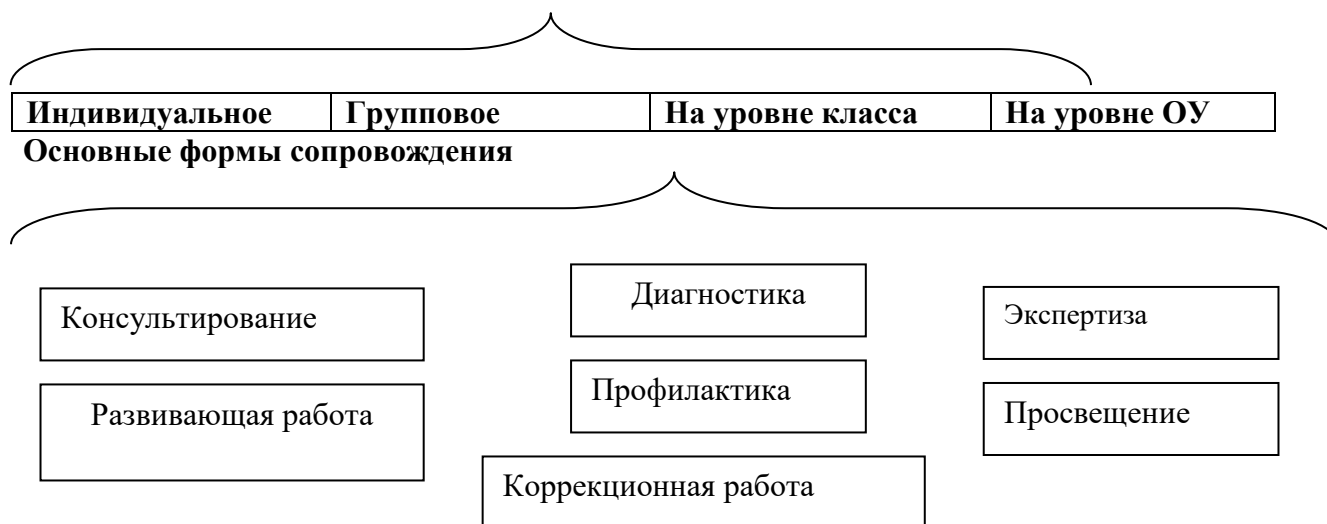 Индивидуальное Групповое На уровне класса На уровне ОУ
Основные формы сопровождения
Консультирование
Диагностика
Экспертиза
Развивающая работа
Профилактика
Просвещение
Коррекционная работа